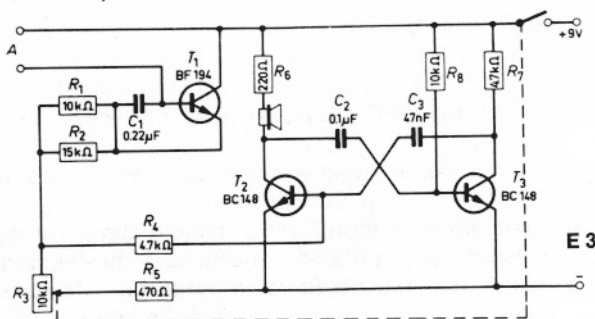 A
+9V
R1
10kΩ
R2
15kΩ
C1
0.22µF
T1
BF 194
R6
220Ω
C2
0.1µF
C3
47nF
R8
10kΩ
R7
4.7kΩ
T2
BC 148
T3
BC 148
R4
4.7kΩ
R5
470Ω
R3
10kΩ
E 3
−